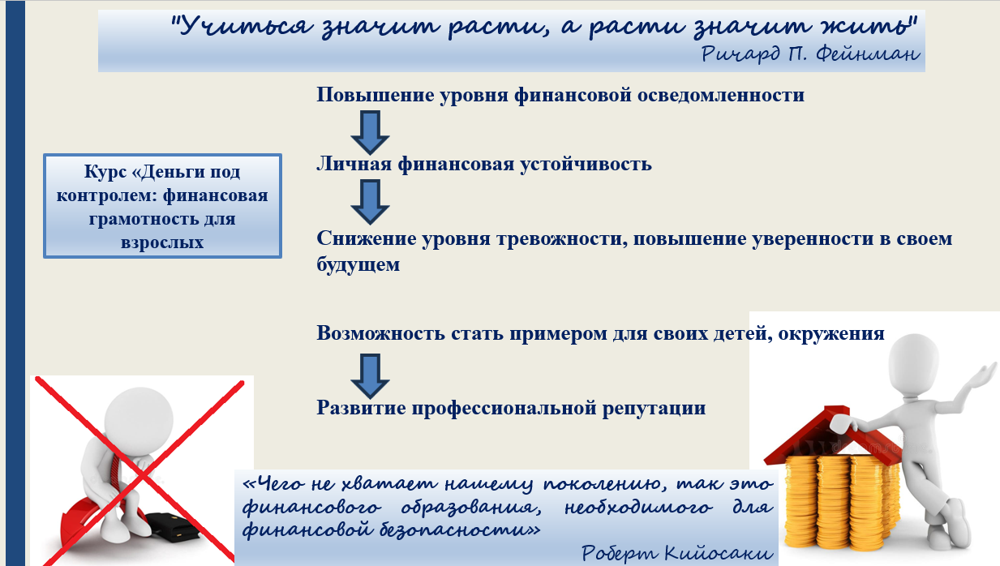 "Учиться значит расти, а расти значит жить"
Ричард П. Фейнман
Повышение уровня финансовой осведомленности
Личная финансовая устойчивость
Курс «Деньги под
контролем: финансовая
грамотность для
взрослых
Снижение уровня тревожности, повышение уверенности в своем
будущем
Возможность стать примером для своих детей, окружения
Развитие профессиональной репутации
«Чего не хватает нашему поколению, так это
финансового образования, необходимого для
финансовой безопасности»
Роберт Кийосаки